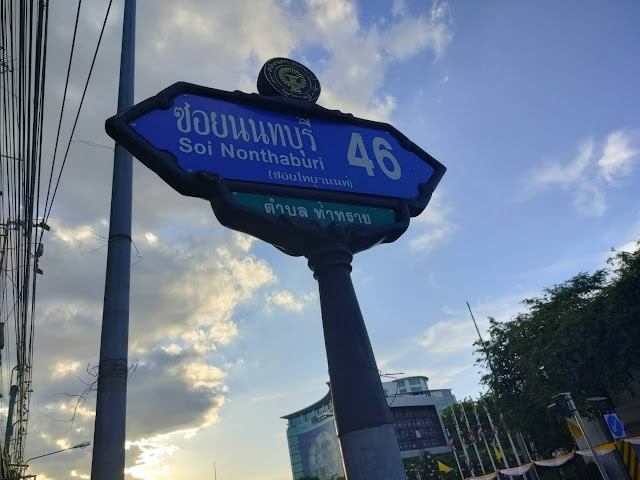 ซอยนนทบุรี 46
Soi Nonthaburi
(ซอยไทยานนท์)
ตำบล ท่าทราย